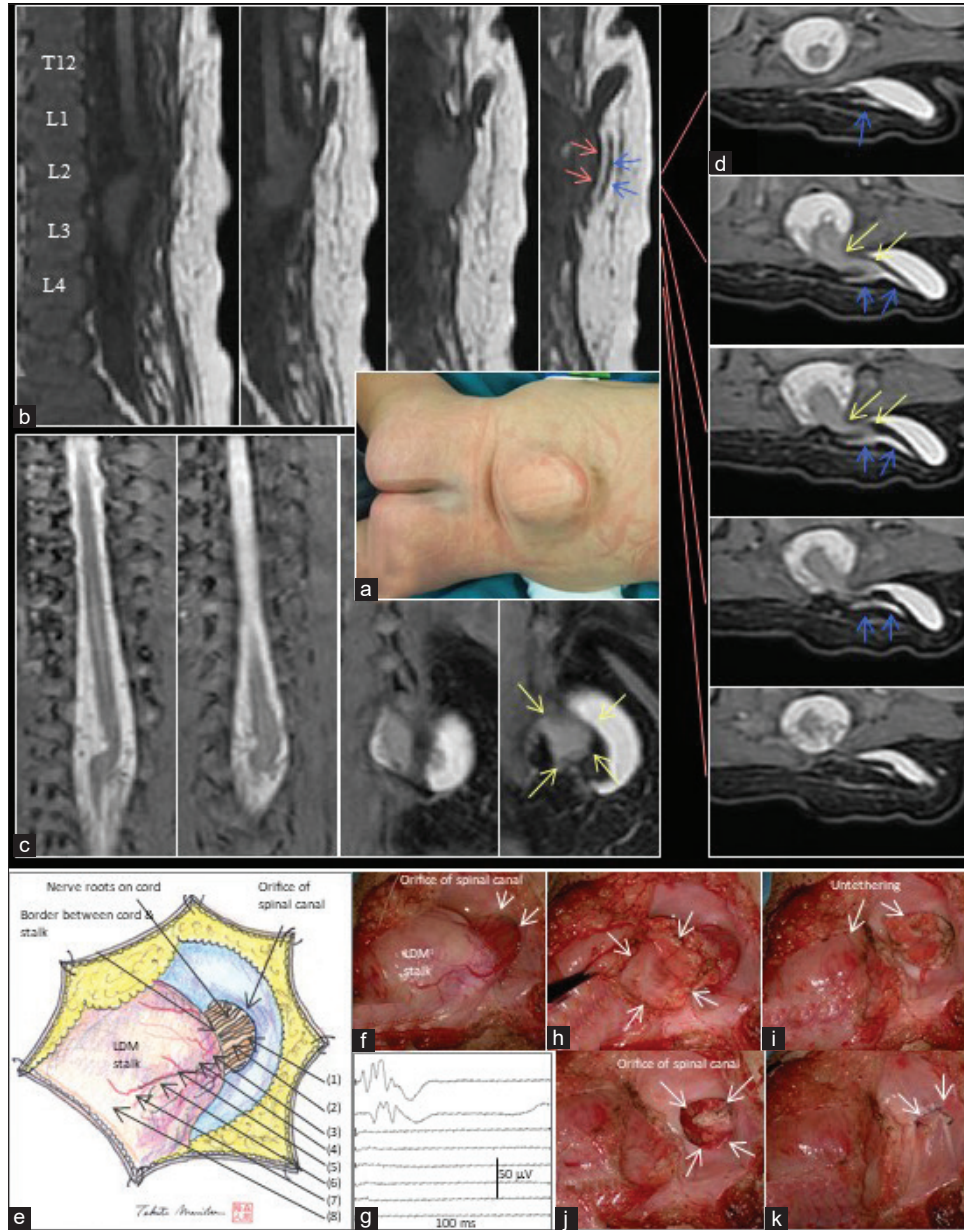 T12
L1
L2
L3
L4
b
d
a
c
Nerve roots on cord
Border between cord &
stalk
Orifice of
spinal canal
LDM
stalk
(1)
(2)
(3)
(4)
(5)
(6)
(7)
(8)
e
50 µV
100 ms
g
Orifice of spinal canal
LDM
stalk
f
h
Untethering
i
Orifice of spinal canal
j
k